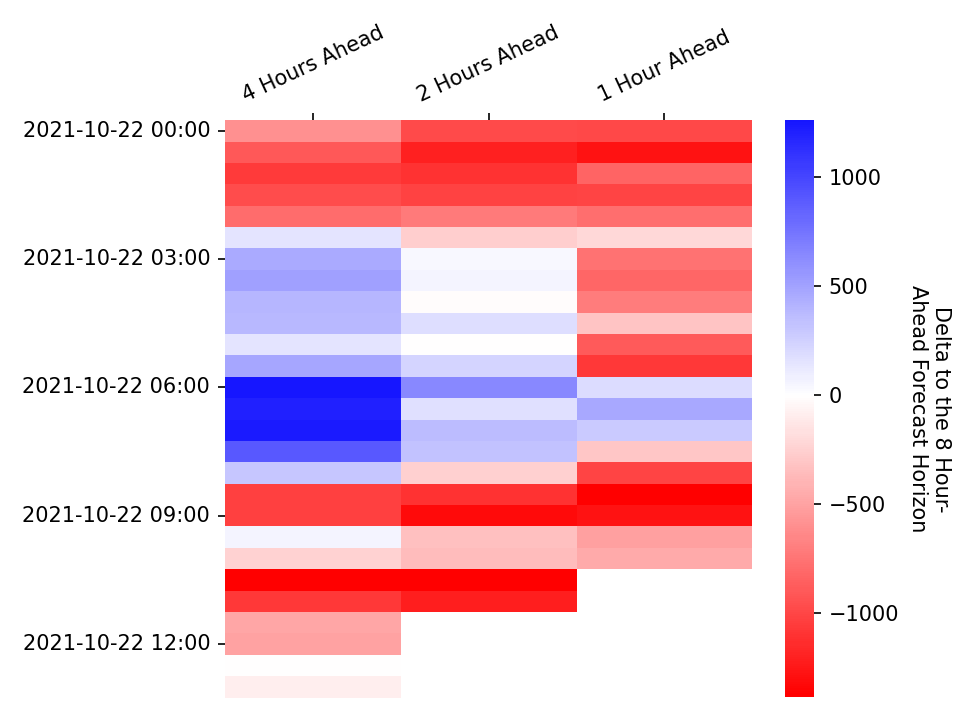 4 Hours Ahead
2 Hours Ahead
1 Hour Ahead
2021-10-22 00:00
2021-10-22 03:00
2021-10-22 06:00
2021-10-22 09:00
2021-10-22 12:00
1000
500
0
−500
−1000
Delta to the 8 Hour-
Ahead Forecast Horizon